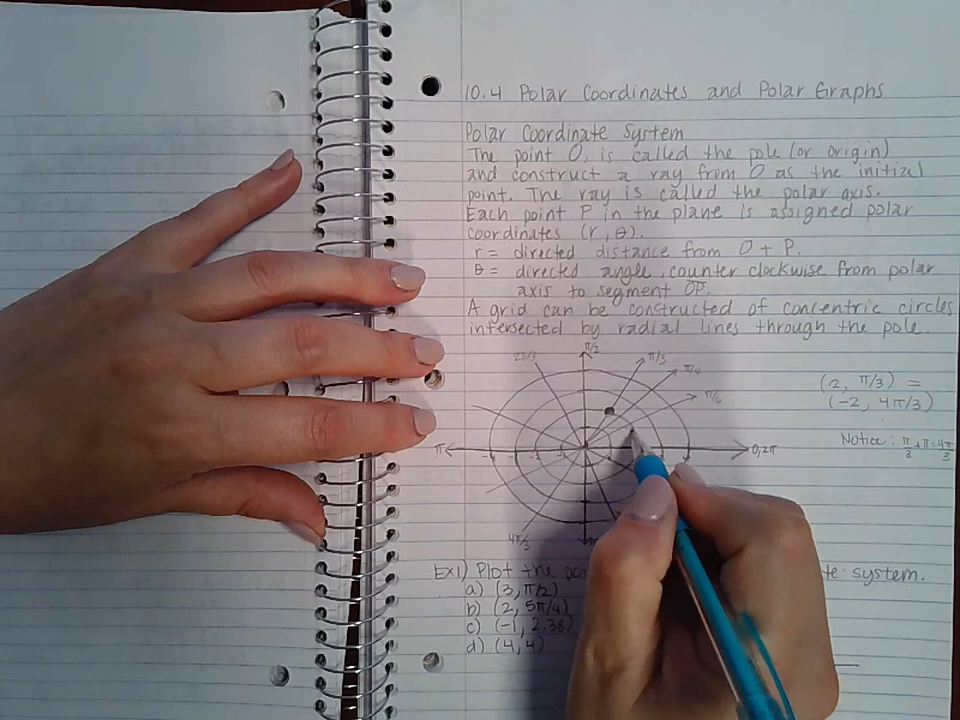 10.4 Polar Coordinates and Polar Graphs
Polar Coordinate System
The point O, is called the pole (or origin)
and construct a ray from O as the initial
point. The ray is called the polar axis.
Each point P in the plane is assigned polar
coordinates (r, θ).
r = directed distance from O + P.
θ = directed angle, counter clockwise from polar
axis to segment OP.
A grid can be constructed of concentric circles
intersected by radial lines through the pole.
π/2
2π/3
π/3
π/4
π/6
π
0,2π
4π/3
(2, π/3) =
(-2, 4π/3)
Notice: π/3 + π = 4π/3
EX1) Plot the te system.
a) (3, π/2)
b) (2, 5π/4)
c) (-1, 2.38)
d) (4, 4)